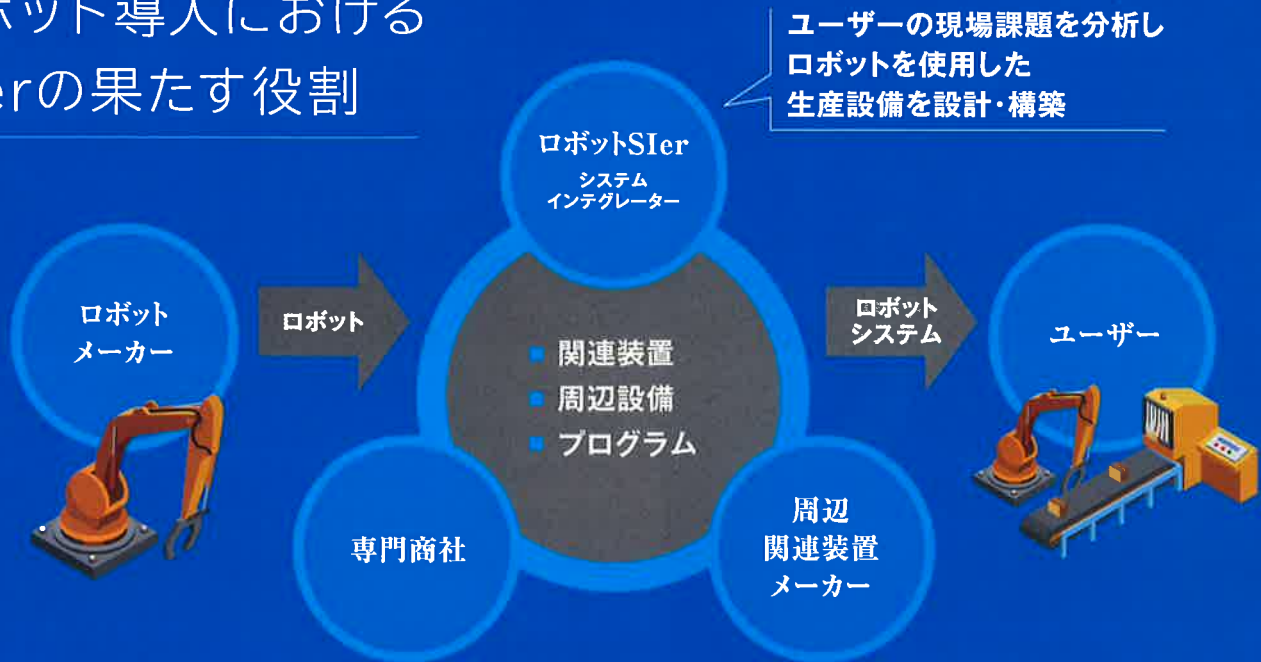 ボット導入における
erの果たす役割
ユーザーの現場課題を分析し
ロボットを使用した
生産設備を設計・構築
ロボットSIer
システム
インテグレーター
ロボット
メーカー
ロボット
関連装置
周辺設備
プログラム
ロボット
システム
ユーザー
専門商社
周辺
関連装置
メーカー